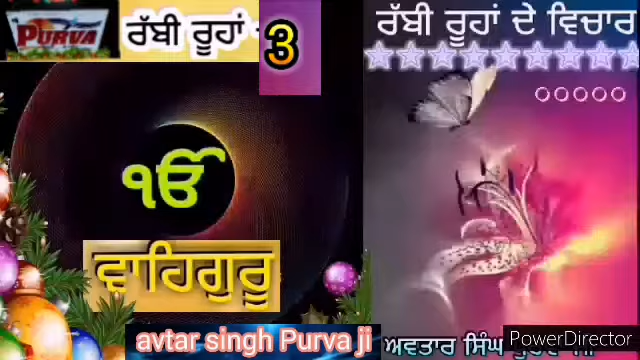 PURVA
ਰੱਬੀ ਰੂਹਾਂ
3
ਰੱਬੀ ਰੂਹਾਂ ਦੇ ਵਿਚਾਰ
ੴ
ਵਾਹਿਗੁਰੂ
avtar singh Purva ji
ਅਵਤਾਰ ਸਿੰਘ
PowerDirector